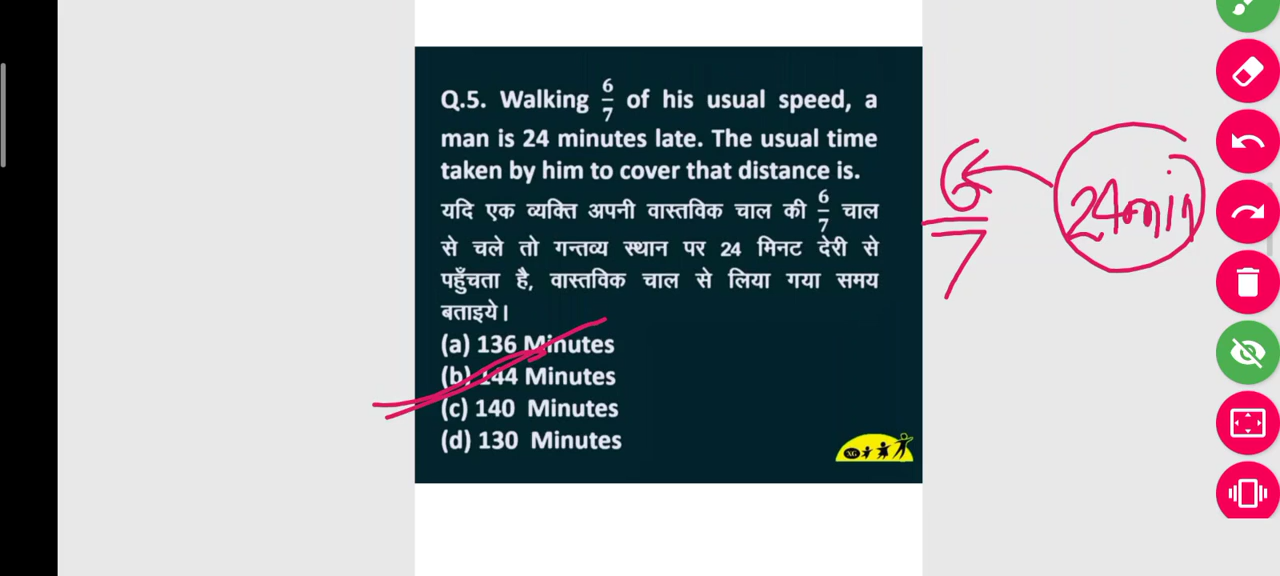 Q.5. Walking 6/7 of his usual speed, a
man is 24 minutes late. The usual time
taken by him to cover that distance is.
यदि एक व्यक्ति अपनी वास्तविक चाल की 6/7 चाल
से चले तो गन्तव्य स्थान पर 24 मिनट देरी से
पहुँचता है, वास्तविक चाल से लिया गया समय
बताइये।
(a) 136 Minutes
(b) 144 Minutes
(c) 140 Minutes
(d) 130 Minutes
XG
6/7
24min